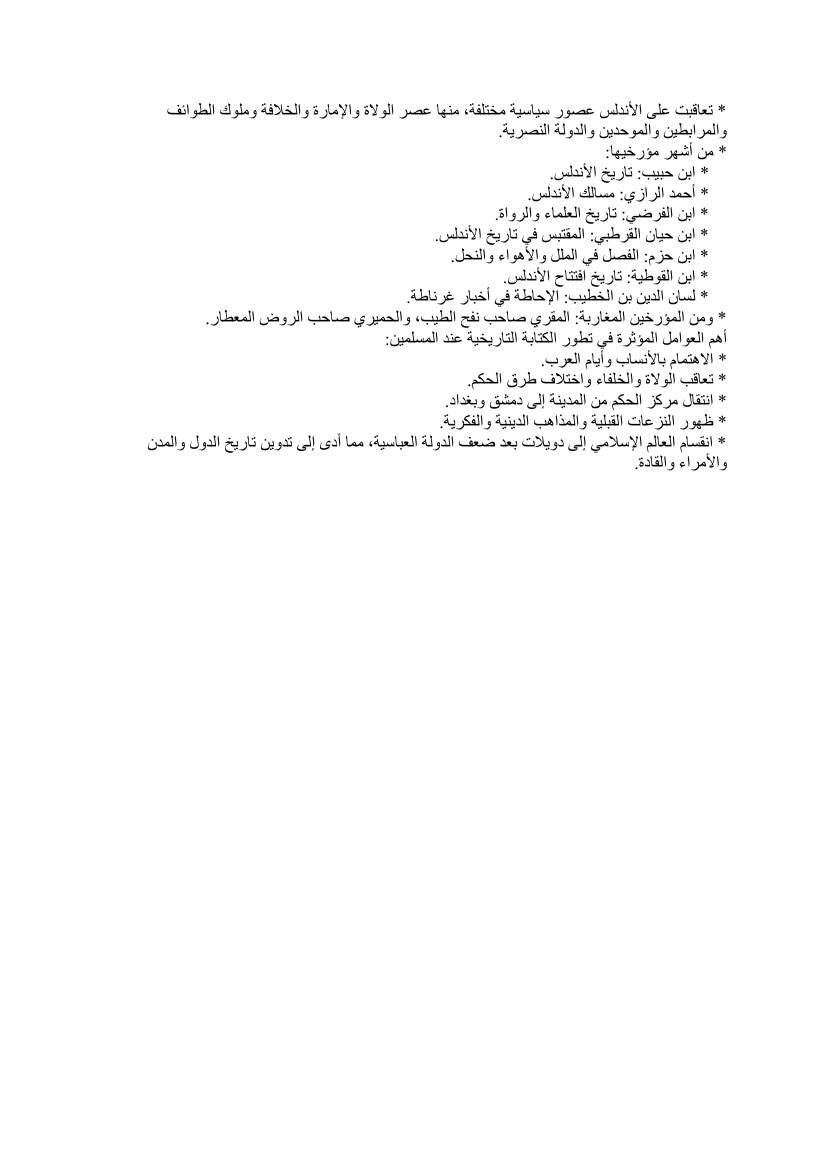 * تعاقبت على الأندلس عصور سياسية مختلفة، منها عصر الولاة والإمارة والخلافة وملوك الطوائف
والمرابطين والموحدين والدولة النصرية.
* من أشهر مؤرخيها:
* ابن حبيب: تاريخ الأندلس.
* أحمد الرازي: مسالك الأندلس.
* ابن الفرضي: تاريخ العلماء والرواة.
* ابن حيان القرطبي: المقتبس في تاريخ الأندلس.
* ابن حزم: الفصل في الملل والأهواء والنحل.
* ابن القوطية: تاريخ افتتاح الأندلس.
* لسان الدين بن الخطيب: الإحاطة في أخبار غرناطة.
* ومن المؤرخين المغاربة: المقري صاحب نفح الطيب، والحميري صاحب الروض المعطار.
أهم العوامل المؤثرة في تطور الكتابة التاريخية عند المسلمين:
* الاهتمام بالأنساب وأيام العرب.
* تعاقب الولاة والخلفاء واختلاف طرق الحكم.
* انتقال مركز الحكم من المدينة إلى دمشق وبغداد.
* ظهور النزعات القبلية والمذاهب الدينية والفكرية.
* انقسام العالم الإسلامي إلى دويلات بعد ضعف الدولة العباسية، مما أدى إلى تدوين تاريخ الدول والمدن
والأمراء والقادة.